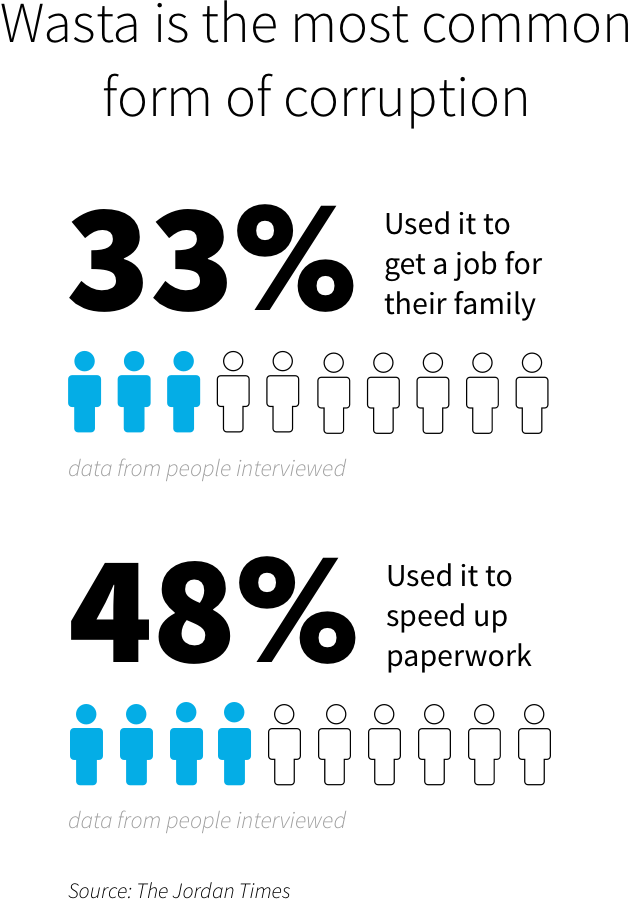 Wasta is the most common
form of corruption
33%
Used it to
get a job for
their family
data from people interviewed
48%
Used it to
speed up
paperwork
data from people interviewed
Source: The Jordan Times